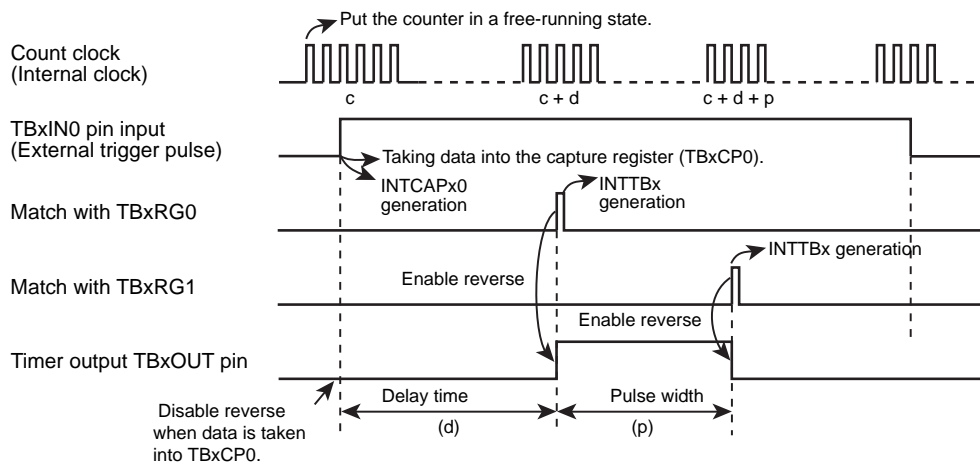 Put the counter in a free-running state.
Count clock
(Internal clock)
c
c + d
c + d + p
TBxIN0 pin input
(External trigger pulse)
Taking data into the capture register (TBxCP0).
INTCAPx0
generation
INTTBx
generation
Match with TBxRG0
INTTBx generation
Enable reverse
Match with TBxRG1
Enable reverse
Timer output TBxOUT pin
Delay time
Pulse width
Disable reverse
when data is taken
into TBxCP0.
(d)
(p)